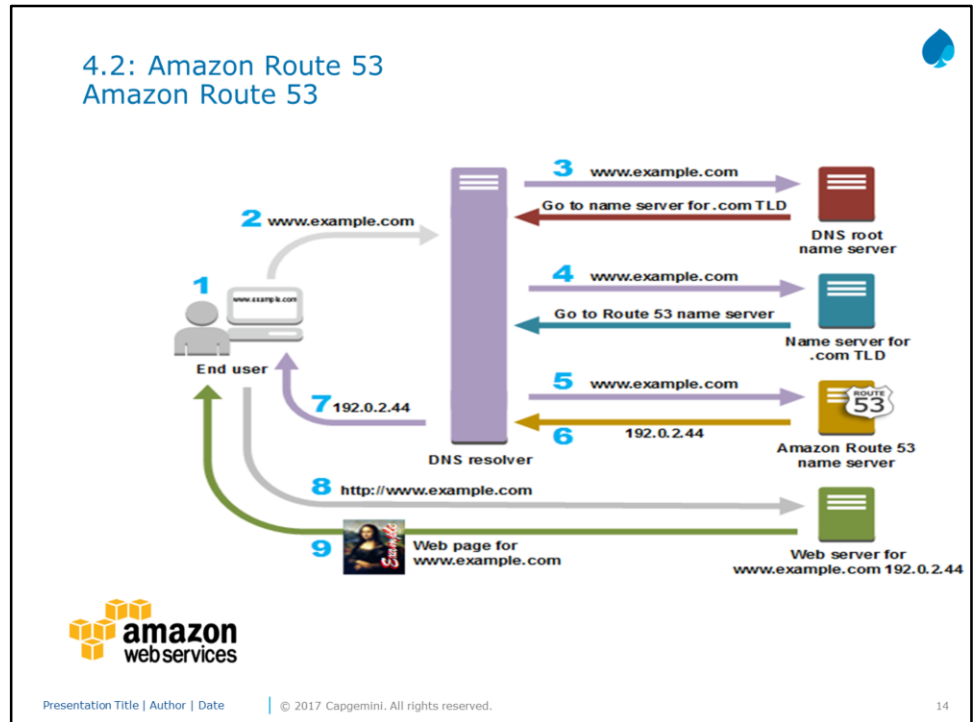 4.2: Amazon Route 53
Amazon Route 53
3 www.example.com
Go to name server for .com TLD
DNS root
name server
2 www.example.com
1
www.example.com
End user
4 www.example.com
Go to Route 53 name server
Name server for
.com TLD
5 www.example.com
ROUTE
53
6 192.0.2.44
Amazon Route 53
name server
7 192.0.2.44
DNS resolver
8 http://www.example.com
9
Example
Web page for
www.example.com
Web server for
www.example.com 192.0.2.44
amazon
webservices
Presentation Title | Author | Date
© 2017 Capgemini. All rights reserved.
14